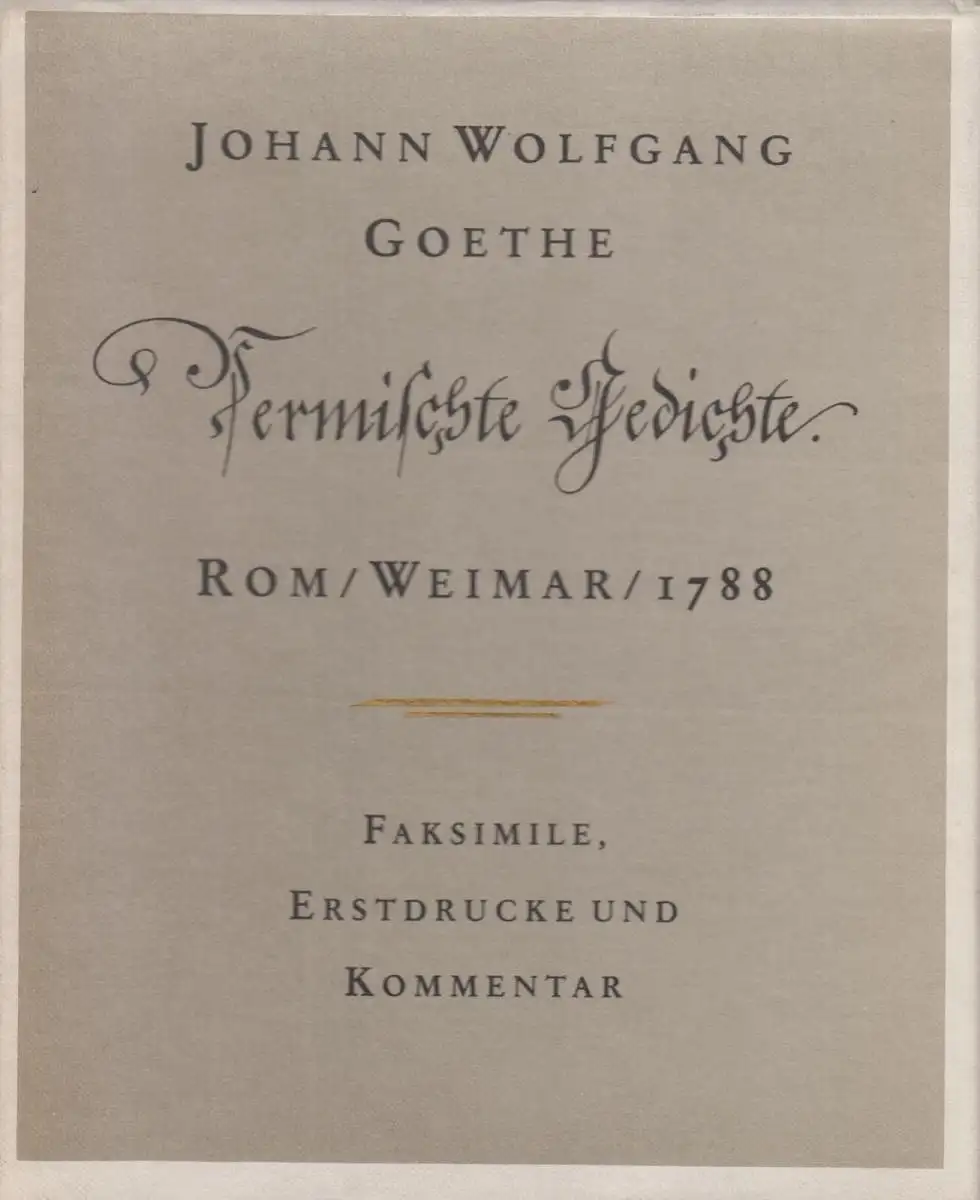 JOHANN WOLFGANG
GOETHE
Vermiſchte Gedichte.
ROM/WEIMAR/1788
FAKSIMILE,
ERSTDRUCKE UND
KOMMENTAR